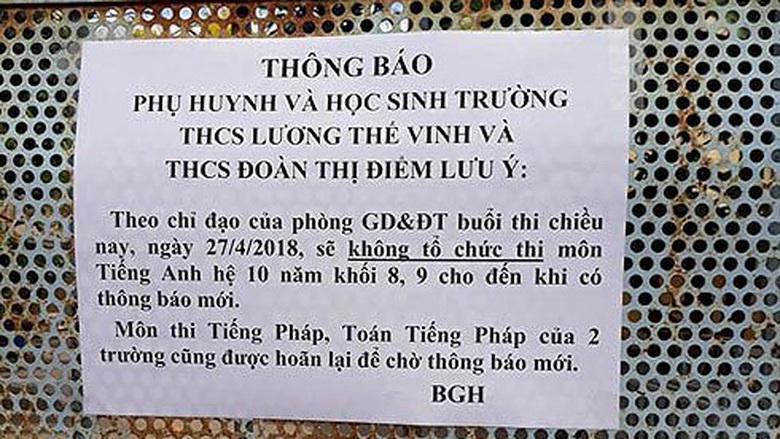 THÔNG BÁO
PHỤ HUYNH VÀ HỌC SINH TRƯỜNG
THCS LƯƠNG THẾ VINH VÀ
THCS ĐOÀN THỊ ĐIỂM LƯU Ý:
Theo chỉ đạo của phòng GD&ĐT buổi thi chiều
nay, ngày 27/4/2018, sẽ không tổ chức thi môn
Tiếng Anh hệ 10 năm khối 8, 9 cho đến khi có
thông báo mới.
Môn thi Tiếng Pháp, Toán Tiếng Pháp của 2
trường cũng được hoãn lại để chờ thông báo mới.
BGH